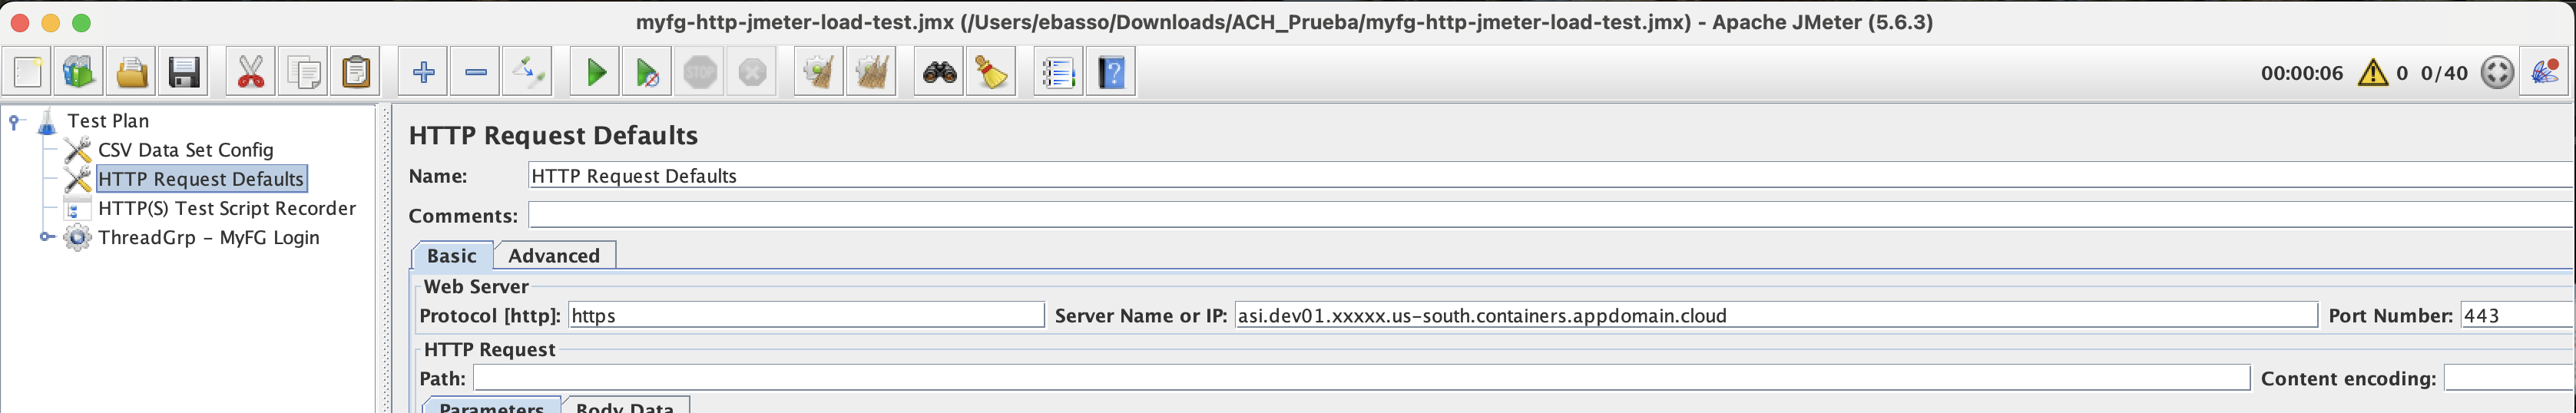 myfg-http-jmeter-load-test.jmx (/Users/ebasso/Downloads/ACH_Prueba/myfg-http-jmeter-load-test.jmx) - Apache JMeter (5.6.3)
STOP ? 00:00:06 0 0/40
Test Plan
CSV Data Set Config
HTTP Request Defaults
HTTP(S) Test Script Recorder
ThreadGrp - MyFG Login
HTTP Request Defaults
Name: HTTP Request Defaults
Comments:
Basic Advanced
Web Server
Protocol [http]: https Server Name or IP: asi.dev01.xxxxx.us-south.containers.appdomain.cloud Port Number: 443
HTTP Request
Path: Content encoding:
Parameters Body Data